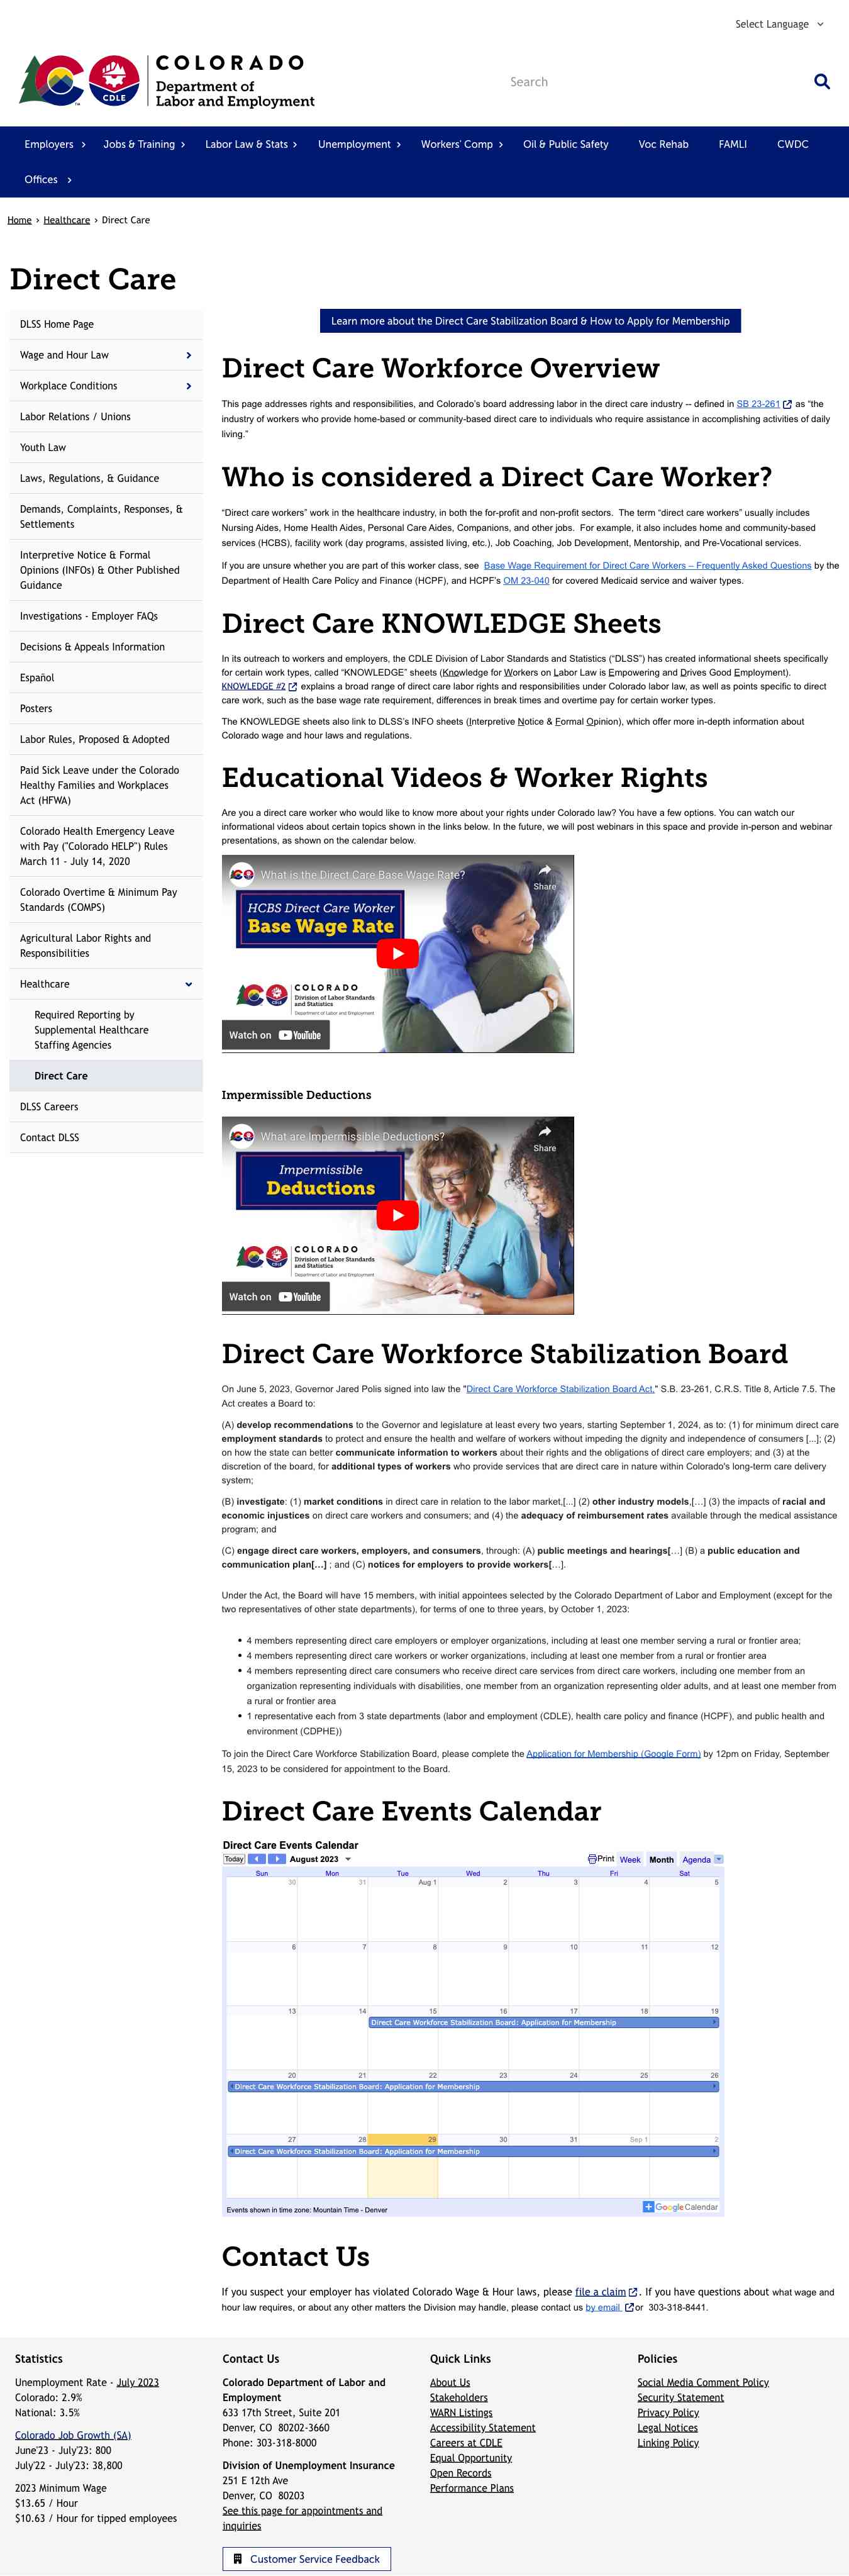 Select Language
COLORADO
Department of
Labor and Employment
CDLE
Search
Employers
Jobs & Training
Labor Law & Stats
Unemployment
Workers' Comp
Oil & Public Safety
Voc Rehab
FAMLI
CWDC
Offices
Home › Healthcare › Direct Care
Direct Care
DLSS Home Page
Wage and Hour Law
Workplace Conditions
Labor Relations / Unions
Youth Law
Laws, Regulations, & Guidance
Demands, Complaints, Responses, &
Settlements
Interpretive Notice & Formal
Opinions (INFOs) & Other Published
Guidance
Investigations - Employer FAQs
Decisions & Appeals Information
Español
Posters
Labor Rules, Proposed & Adopted
Paid Sick Leave under the Colorado
Healthy Families and Workplaces
Act (HFWA)
Colorado Health Emergency Leave
with Pay ("Colorado HELP") Rules
March 11 - July 14, 2020
Colorado Overtime & Minimum Pay
Standards (COMPS)
Agricultural Labor Rights and
Responsibilities
Healthcare
Required Reporting by
Supplemental Healthcare
Staffing Agencies
Direct Care
DLSS Careers
Contact DLSS
Learn more about the Direct Care Stabilization Board & How to Apply for Membership
Direct Care Workforce Overview
This page addresses rights and responsibilities, and Colorado's board addressing labor in the direct care industry -- defined in SB 23-261 as "the
industry of workers who provide home-based or community-based direct care to individuals who require assistance in accomplishing activities of daily
living."
Who is considered a Direct Care Worker?
"Direct care workers" work in the healthcare industry, in both the for-profit and non-profit sectors. The term "direct care workers" usually includes
Nursing Aides, Home Health Aides, Personal Care Aides, Companions, and other jobs. For example, it also includes home and community-based
services (HCBS), facility work (day programs, assisted living, etc.), Job Coaching, Job Development, Mentorship, and Pre-Vocational services.
If you are unsure whether you are part of this worker class, see Base Wage Requirement for Direct Care Workers – Frequently Asked Questions by the
Department of Health Care Policy and Finance (HCPF), and HCPF's OM 23-040 for covered Medicaid service and waiver types.
Direct Care KNOWLEDGE Sheets
In its outreach to workers and employers, the CDLE Division of Labor Standards and Statistics ("DLSS") has created informational sheets specifically
for certain work types, called "KNOWLEDGE" sheets (Knowledge for Workers on Labor Law is Empowering and Drives Good Employment).
KNOWLEDGE #2 explains a broad range of direct care labor rights and responsibilities under Colorado labor law, as well as points specific to direct
care work, such as the base wage rate requirement, differences in break times and overtime pay for certain worker types.
The KNOWLEDGE sheets also link to DLSS's INFO sheets (Interpretive Notice & Formal Opinion), which offer more in-depth information about
Colorado wage and hour laws and regulations.
Educational Videos & Worker Rights
Are you a direct care worker who would like to know more about your rights under Colorado law? You have a few options. You can watch our
informational videos about certain topics shown in the links below. In the future, we will post webinars in this space and provide in-person and webinar
presentations, as shown on the calendar below.
What is the Direct Care Base Wage Rate?
Share
HCBS Direct Care Worker
Base Wage Rate
COLORADO
Division of Labor Standards
and Statistics
Department of Labor and Employment
Watch on YouTube
Impermissible Deductions
What are Impermissible Deductions?
Share
Impermissible
Deductions
COLORADO
Division of Labor Standards
and Statistics
Department of Labor and Employment
Watch on YouTube
Direct Care Workforce Stabilization Board
On June 5, 2023, Governor Jared Polis signed into law the "Direct Care Workforce Stabilization Board Act," S.B. 23-261, C.R.S. Title 8, Article 7.5. The
Act creates a Board to:
(A) develop recommendations to the Governor and legislature at least every two years, starting September 1, 2024, as to: (1) for minimum direct care
employment standards to protect and ensure the health and welfare of workers without impeding the dignity and independence of consumers [...]; (2)
on how the state can better communicate information to workers about their rights and the obligations of direct care employers; and (3) at the
discretion of the board, for additional types of workers who provide services that are direct care in nature within Colorado's long-term care delivery
system;
(B) investigate: (1) market conditions in direct care in relation to the labor market,[...] (2) other industry models,[…] (3) the impacts of racial and
economic injustices on direct care workers and consumers; and (4) the adequacy of reimbursement rates available through the medical assistance
program; and
(C) engage direct care workers, employers, and consumers, through: (A) public meetings and hearings[…] (B) a public education and
communication plan[…] ; and (C) notices for employers to provide workers[…].
Under the Act, the Board will have 15 members, with initial appointees selected by the Colorado Department of Labor and Employment (except for the
two representatives of other state departments), for terms of one to three years, by October 1, 2023:
• 4 members representing direct care employers or employer organizations, including at least one member serving a rural or frontier area;
• 4 members representing direct care workers or worker organizations, including at least one member from a rural or frontier area
• 4 members representing direct care consumers who receive direct care services from direct care workers, including one member from an
organization representing individuals with disabilities, one member from an organization representing older adults, and at least one member from
a rural or frontier area
• 1 representative each from 3 state departments (labor and employment (CDLE), health care policy and finance (HCPF), and public health and
environment (CDPHE))
To join the Direct Care Workforce Stabilization Board, please complete the Application for Membership (Google Form) by 12pm on Friday, September
15, 2023 to be considered for appointment to the Board.
Direct Care Events Calendar
Direct Care Events Calendar
Today August 2023 Print Week Month Agenda
Sun Mon Tue Wed Thu Fri Sat
30 31 Aug 1 2 3 4 5
6 7 8 9 10 11 12
13 14 15 16 17 18 19
Direct Care Workforce Stabilization Board: Application for Membership
20 21 22 23 24 25 26
Direct Care Workforce Stabilization Board: Application for Membership
27 28 29 30 31 Sep 1 2
Direct Care Workforce Stabilization Board: Application for Membership
Events shown in time zone: Mountain Time - Denver
Google Calendar
Contact Us
If you suspect your employer has violated Colorado Wage & Hour laws, please file a claim . If you have questions about what wage and
hour law requires, or about any other matters the Division may handle, please contact us by email or 303-318-8441.
Statistics
Unemployment Rate - July 2023
Colorado: 2.9%
National: 3.5%
Colorado Job Growth (SA)
June'23 - July'23: 800
July'22 - July'23: 38,800
2023 Minimum Wage
$13.65 / Hour
$10.63 / Hour for tipped employees
Contact Us
Colorado Department of Labor and
Employment
633 17th Street, Suite 201
Denver, CO 80202-3660
Phone: 303-318-8000
Division of Unemployment Insurance
251 E 12th Ave
Denver, CO 80203
See this page for appointments and
inquiries
Customer Service Feedback
Quick Links
About Us
Stakeholders
WARN Listings
Accessibility Statement
Careers at CDLE
Equal Opportunity
Open Records
Performance Plans
Policies
Social Media Comment Policy
Security Statement
Privacy Policy
Legal Notices
Linking Policy